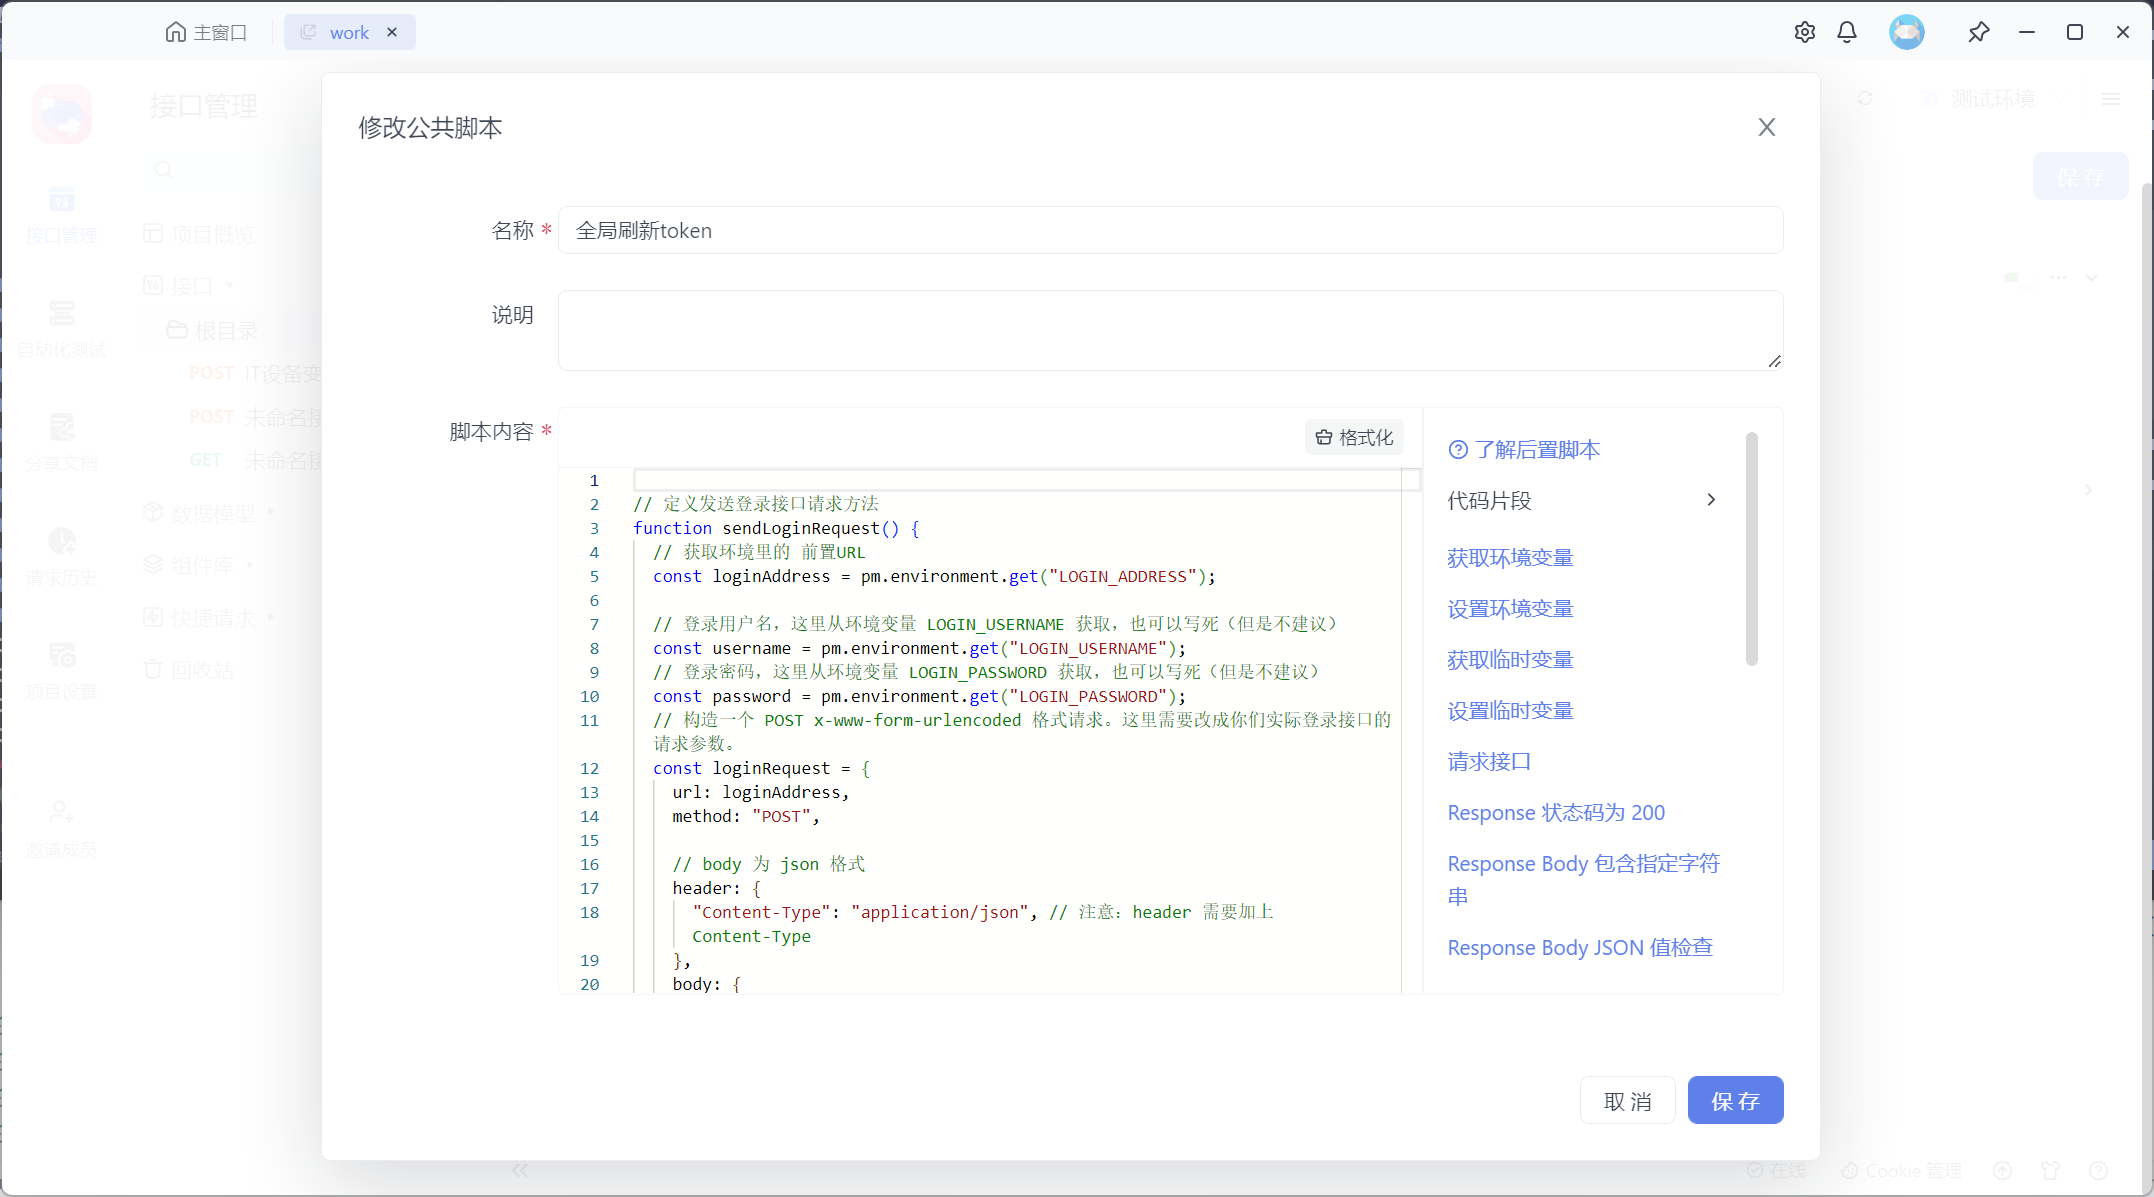 主窗口
work
接口管理
测试环境
保 存
接口管理
项目概览
接口
根目录
自动化测试
POST IT设备变
POST 未命名接
分享文档
GET 未命名接
数据模型
组件库
请求历史
快捷请求
回收站
项目设置
邀请成员
修改公共脚本
名称 *
全局刷新token
说明
脚本内容 *
格式化
1
2 // 定义发送登录接口请求方法
3 function sendLoginRequest() {
4 // 获取环境里的 前置URL
5 const loginAddress = pm.environment.get("LOGIN_ADDRESS");
6
7 // 登录用户名，这里从环境变量 LOGIN_USERNAME 获取，也可以写死（但是不建议）
8 const username = pm.environment.get("LOGIN_USERNAME");
9 // 登录密码，这里从环境变量 LOGIN_PASSWORD 获取，也可以写死（但是不建议）
10 const password = pm.environment.get("LOGIN_PASSWORD");
11 // 构造一个 POST x-www-form-urlencoded 格式请求。这里需要改成你们实际登录接口的
请求参数。
12 const loginRequest = {
13 url: loginAddress,
14 method: "POST",
15
16 // body 为 json 格式
17 header: {
18 "Content-Type": "application/json", // 注意：header 需要加上
Content-Type
19 },
20 body: {
了解后置脚本
代码片段
获取环境变量
设置环境变量
获取临时变量
设置临时变量
请求接口
Response 状态码为 200
Response Body 包含指定字符
串
Response Body JSON 值检查
取 消
保 存
在线
Cookie 管理